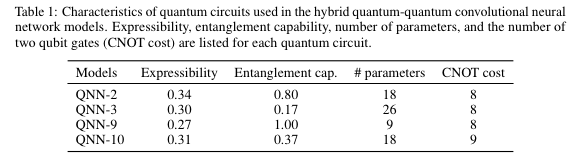 Table 1: Characteristics of quantum circuits used in the hybrid quantum-quantum convolutional neural
network models. Expressibility, entanglement capability, number of parameters, and the number of
two qubit gates (CNOT cost) are listed for each quantum circuit.
Models Expressibility Entanglement cap. # parameters CNOT cost
QNN-2 0.34 0.80 18 8
QNN-3 0.30 0.17 26 8
QNN-9 0.27 1.00 9 8
QNN-10 0.31 0.37 18 9